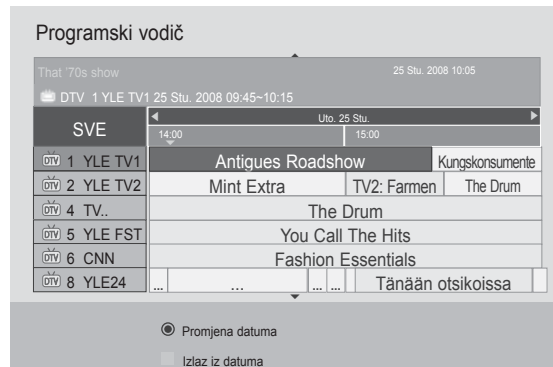 Programski vodič
That '70s show 25 Stu. 2008 10:05
DTV 1 YLE TV1 25 Stu. 2008 09:45~10:15
SVE
Uto. 25 Stu.
14:00 15:00
DTV 1 YLE TV1 Antigues Roadshow Kungskonsumente
DTV 2 YLE TV2 Mint Extra TV2: Farmen The Drum
DTV 4 TV.. The Drum
DTV 5 YLE FST You Call The Hits
DTV 6 CNN Fashion Essentials
DTV 8 YLE24 ... ... ... ... Tänään otsikoissa
Promjena datuma
Izlaz iz datuma